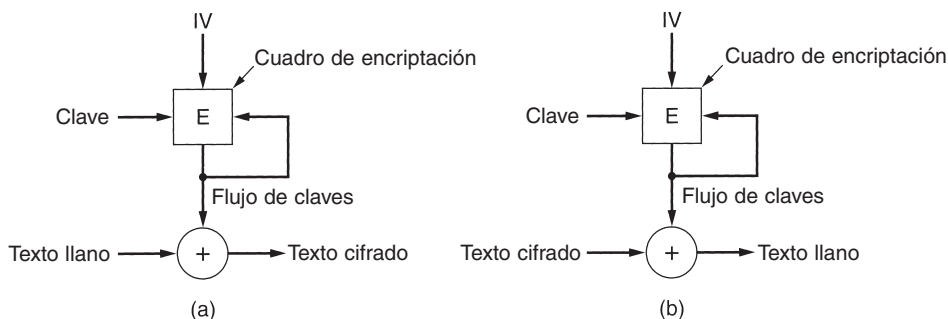 IV
Cuadro de encriptación
Clave
E
Flujo de claves
Texto llano
+
Texto cifrado
(a)
IV
Cuadro de encriptación
Clave
E
Flujo de claves
Texto cifrado
+
Texto llano
(b)